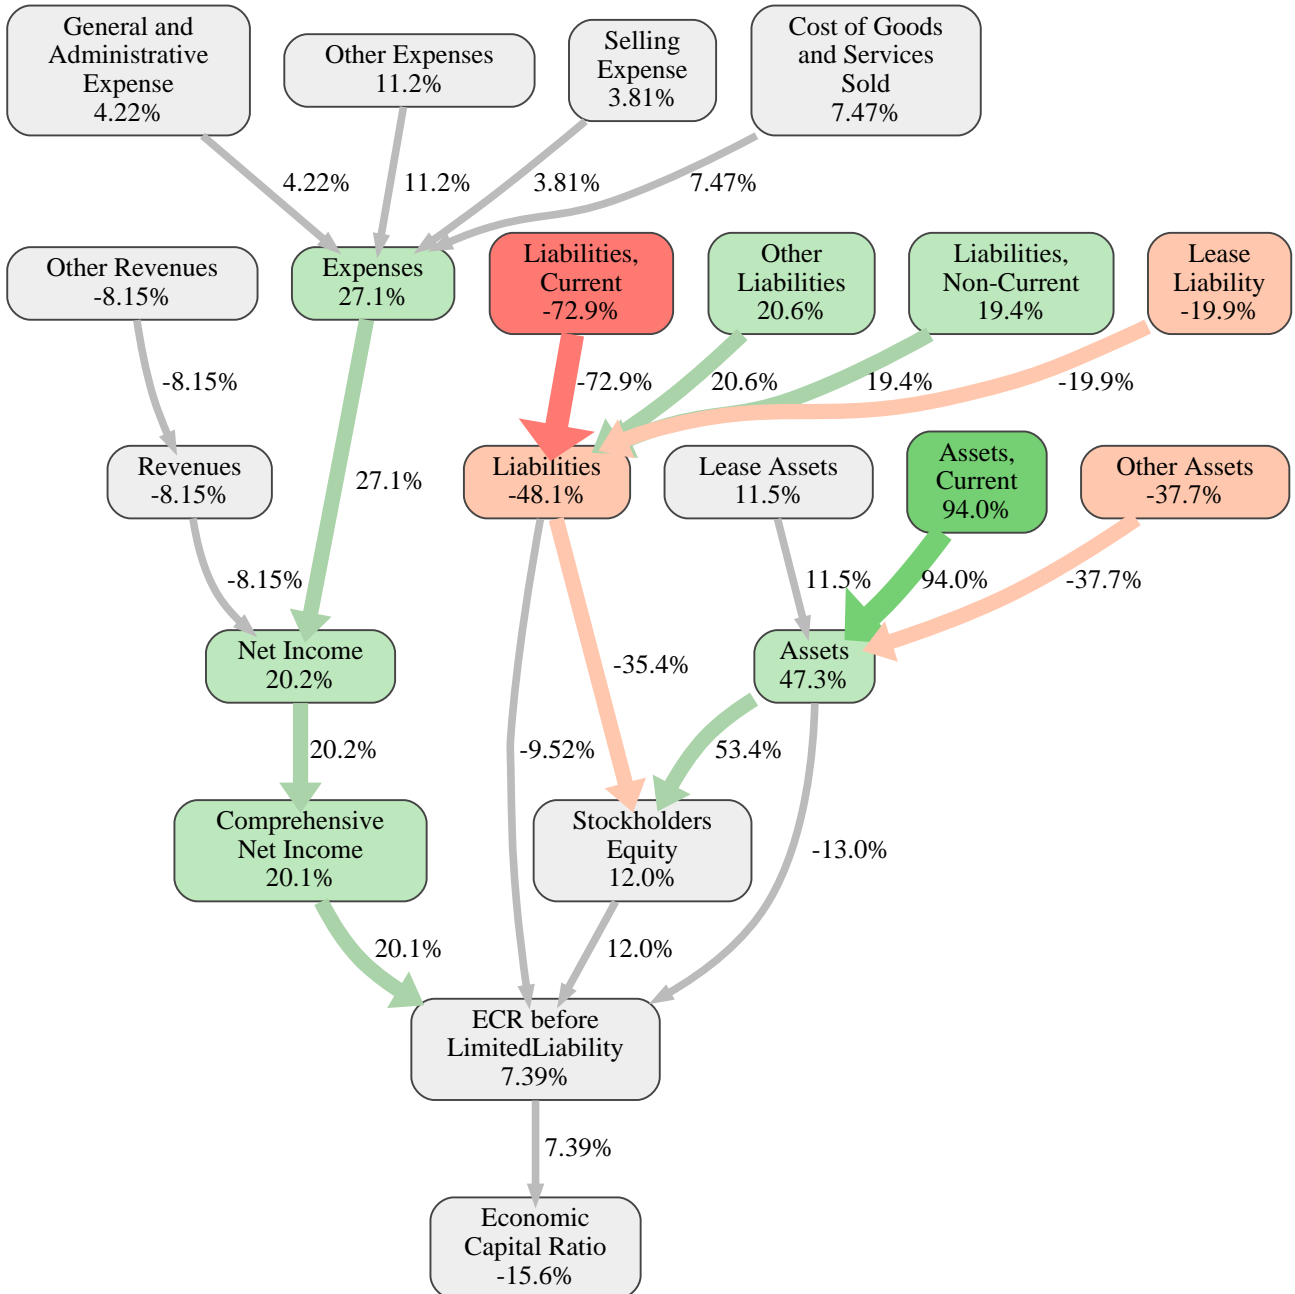 General and
Administrative
Expense
4.22%
Other Expenses
11.2%
Selling
Expense
3.81%
Cost of Goods
and Services
Sold
7.47%
4.22%
11.2%
3.81%
7.47%
Other Revenues
-8.15%
Expenses
27.1%
Liabilities,
Current
-72.9%
Other
Liabilities
20.6%
Liabilities,
Non-Current
19.4%
Lease
Liability
-19.9%
-8.15%
-72.9%
20.6%
19.4%
-19.9%
Revenues
-8.15%
27.1%
Liabilities
-48.1%
Lease Assets
11.5%
Assets,
Current
94.0%
Other Assets
-37.7%
-8.15%
11.5%
94.0%
-37.7%
Net Income
20.2%
-35.4%
Assets
47.3%
20.2%
-9.52%
53.4%
Comprehensive
Net Income
20.1%
Stockholders
Equity
12.0%
-13.0%
20.1%
12.0%
ECR before
LimitedLiability
7.39%
7.39%
Economic
Capital Ratio
-15.6%